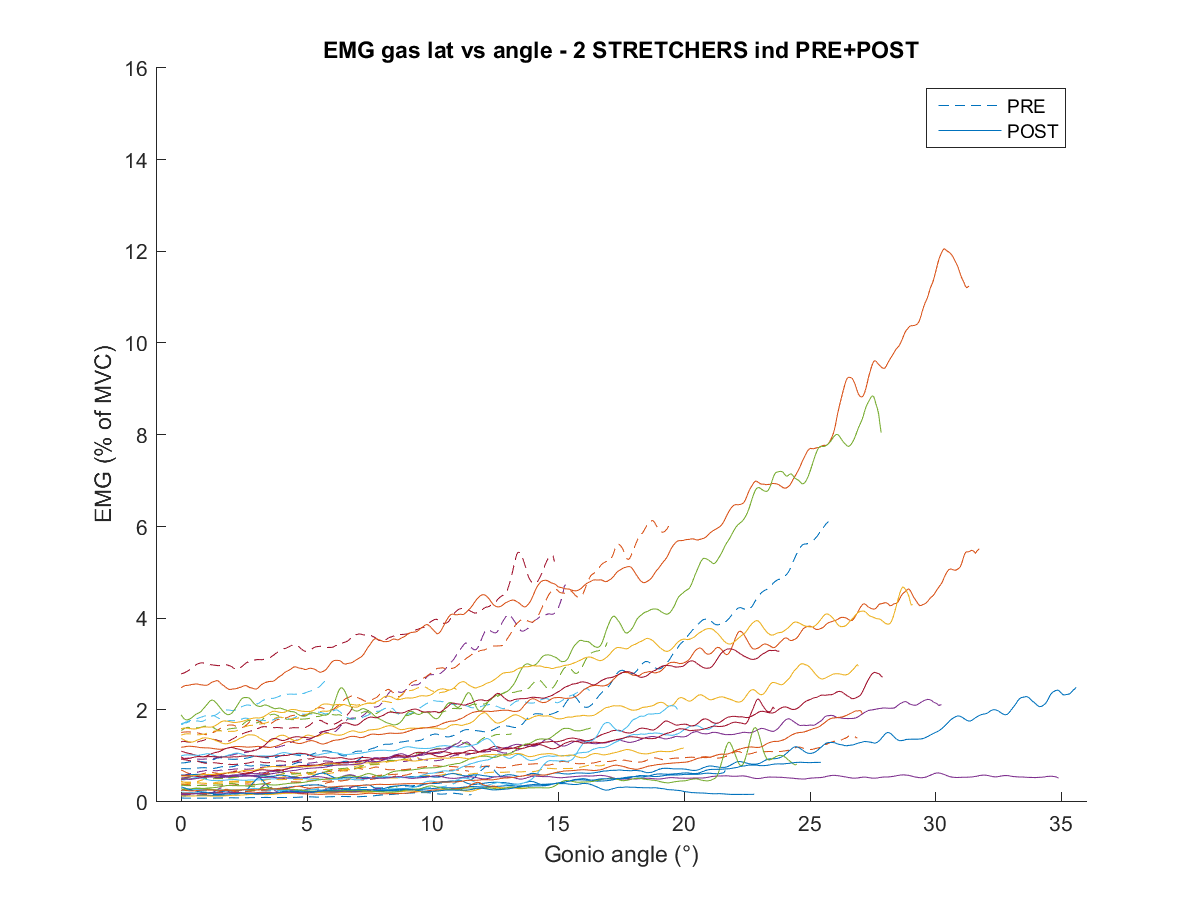 EMG gas lat vs angle - 2 STRETCHERS ind PRE+POST
PRE
POST
16
14
12
10
8
6
4
2
0
EMG (% of MVC)
0 5 10 15 20 25 30 35
Gonio angle (°)